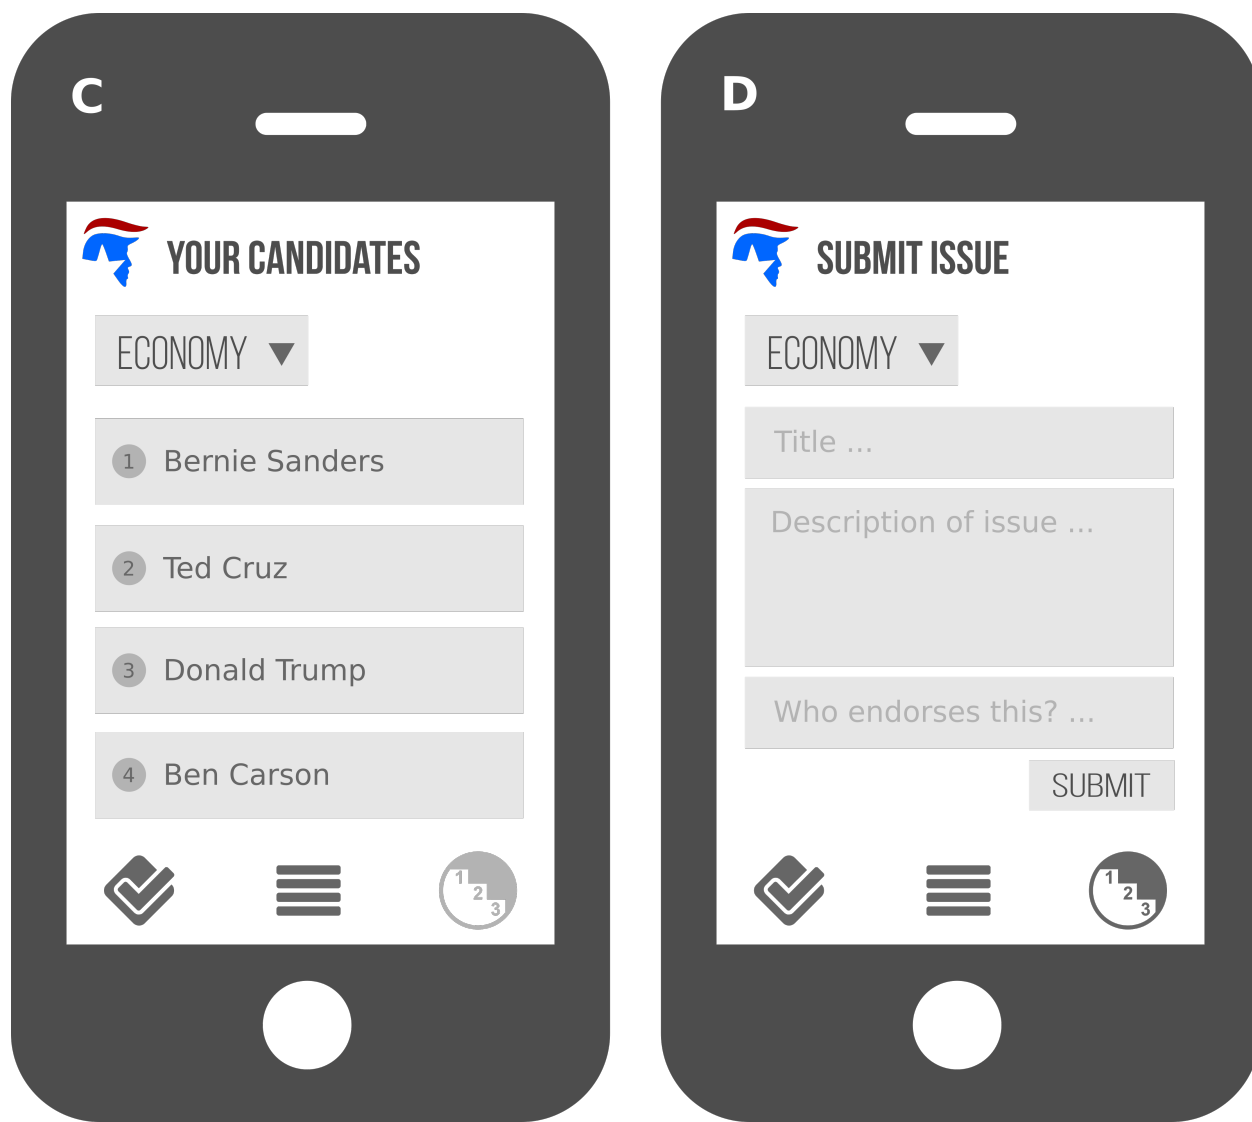 C
YOUR CANDIDATES
ECONOMY
1 Bernie Sanders
2 Ted Cruz
3 Donald Trump
4 Ben Carson
1
2
3
D
SUBMIT ISSUE
ECONOMY
Title ...
Description of issue ...
Who endorses this? ...
SUBMIT
1
2
3